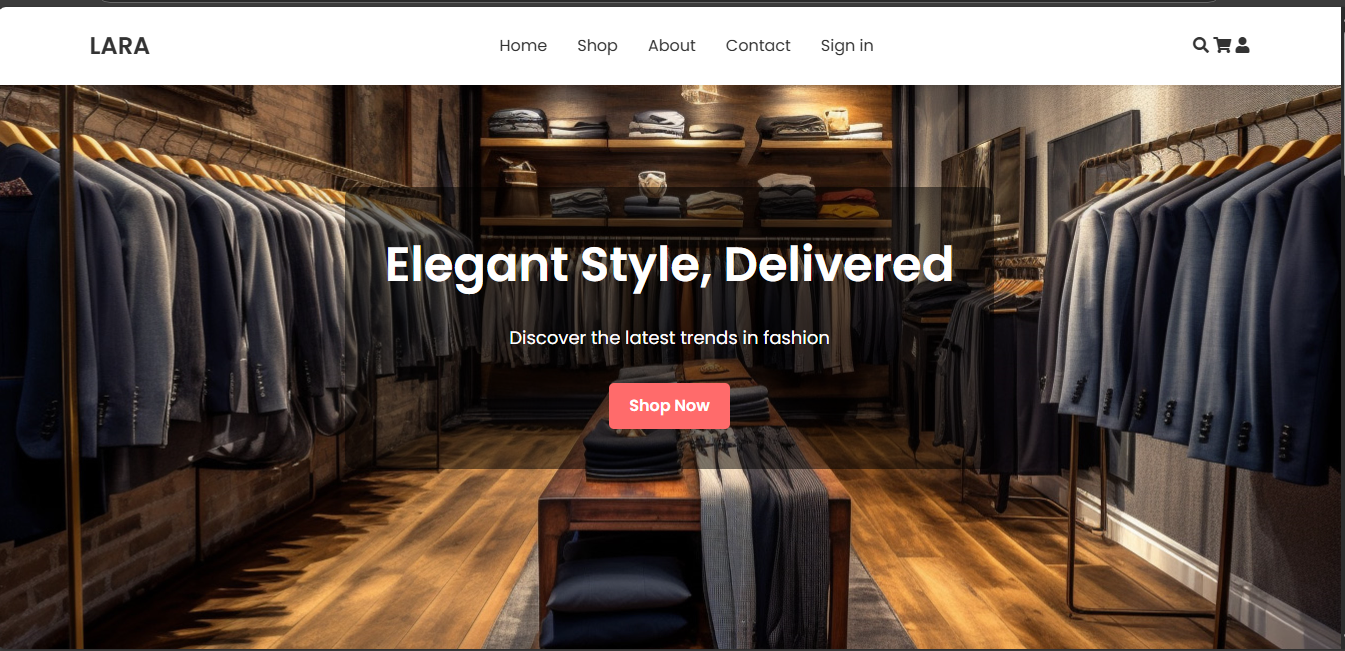 LARA
Home Shop About Contact Sign in
Elegant Style, Delivered
Discover the latest trends in fashion
Shop Now